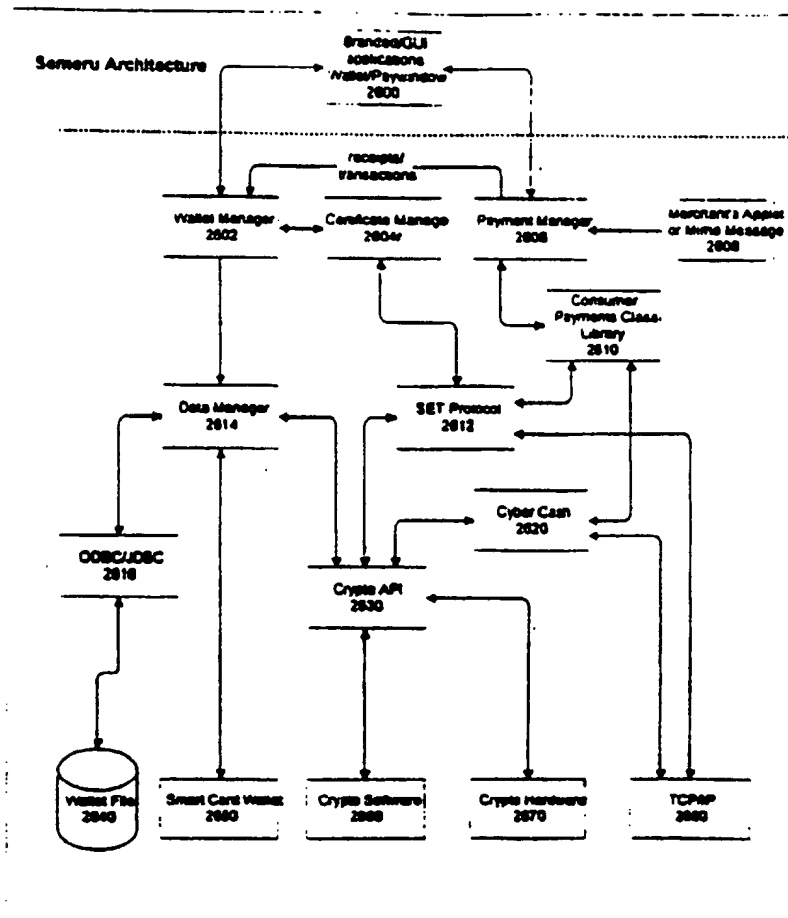 Semeru Architecture
Branded/GUI
applications
Wallet/Paywindow
2600
receipts/
transactions
Wallet Manager
2602
Certificate Manage
2604r
Payment Manager
2606
Merchant's Applet
or Mime Message
2608
Consumer
Payments Class
Library
2610
Data Manager
2614
SET Protocol
2612
Cyber Cash
2620
ODBC/JDBC
2616
Crypto API
2630
Wallet File
2640
Smart Card Wallet
2650
Crypto Software
2660
Crypto Hardware
2670
TCP/IP
2680